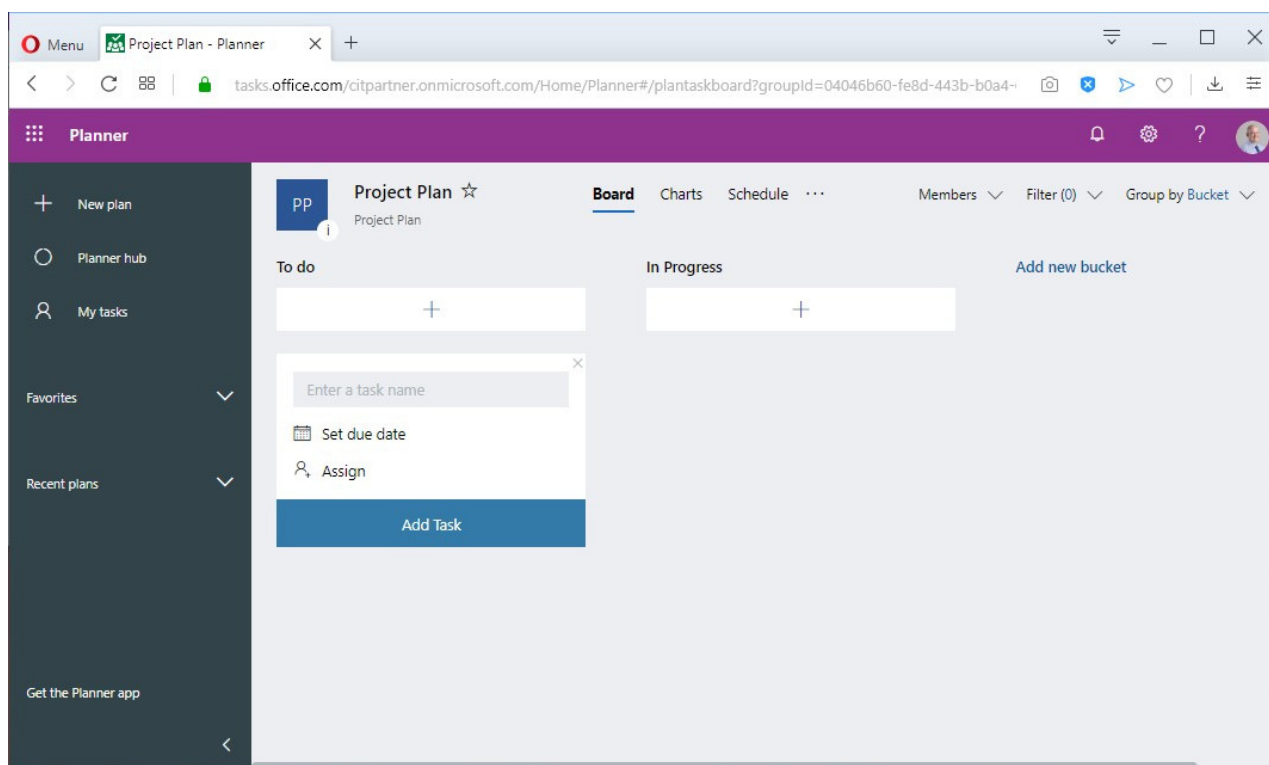 Menu
Project Plan - Planner
tasks.office.com/citpartner.onmicrosoft.com/Home/Planner#/plantaskboard?groupId=04046b60-fe8d-443b-b0a4-
Planner
?
New plan
Planner hub
My tasks
Favorites
Recent plans
Get the Planner app
PP
i
Project Plan
Project Plan
Board
Charts
Schedule
...
Members
Filter (0)
Group by Bucket
To do
In Progress
Add new bucket
Enter a task name
Set due date
Assign
Add Task